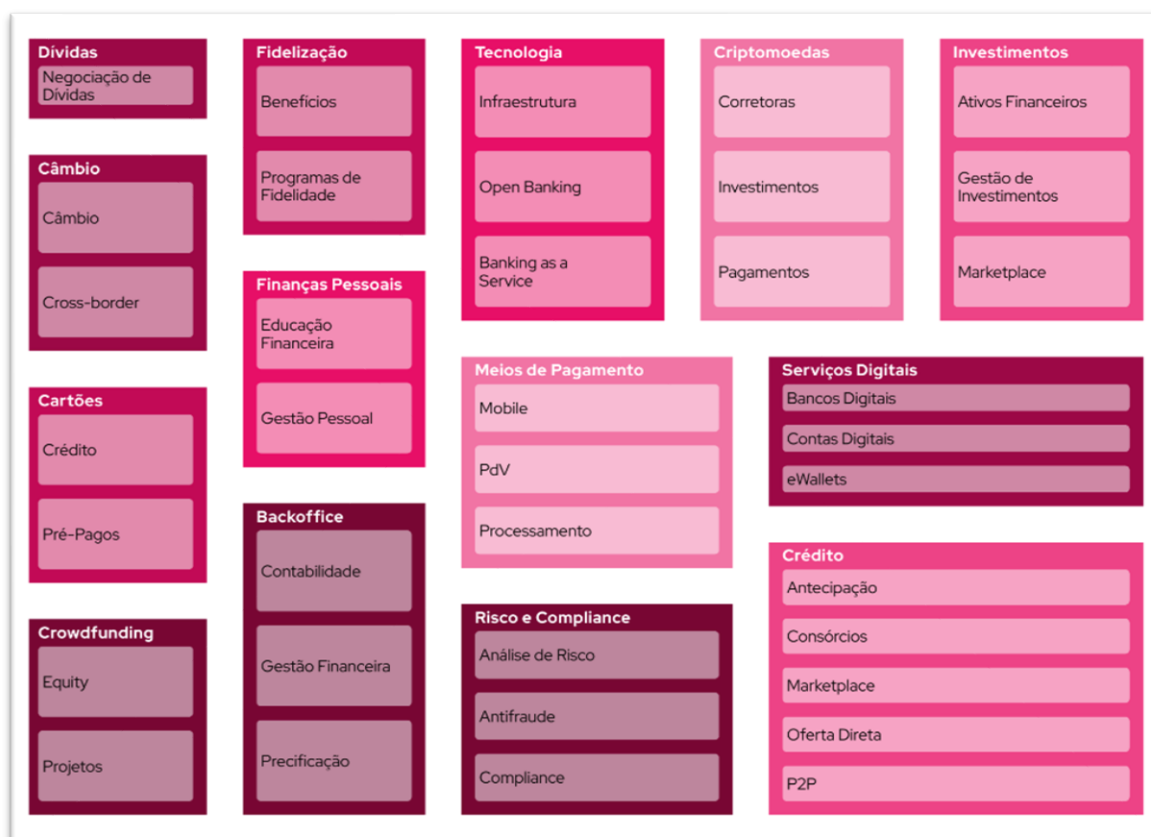 Dívidas
Negociação de
Dívidas
Câmbio
Câmbio
Cross-border
Cartões
Crédito
Pré-Pagos
Crowdfunding
Equity
Projetos
Fidelização
Benefícios
Programas de
Fidelidade
Finanças Pessoais
Educação
Financeira
Gestão Pessoal
Backoffice
Contabilidade
Gestão Financeira
Precificação
Tecnologia
Infraestrutura
Open Banking
Banking as a
Service
Criptomoedas
Corretoras
Investimentos
Pagamentos
Investimentos
Ativos Financeiros
Gestão de
Investimentos
Marketplace
Meios de Pagamento
Mobile
PdV
Processamento
Risco e Compliance
Análise de Risco
Antifraude
Compliance
Serviços Digitais
Bancos Digitais
Contas Digitais
eWallets
Crédito
Antecipação
Consórcios
Marketplace
Oferta Direta
P2P